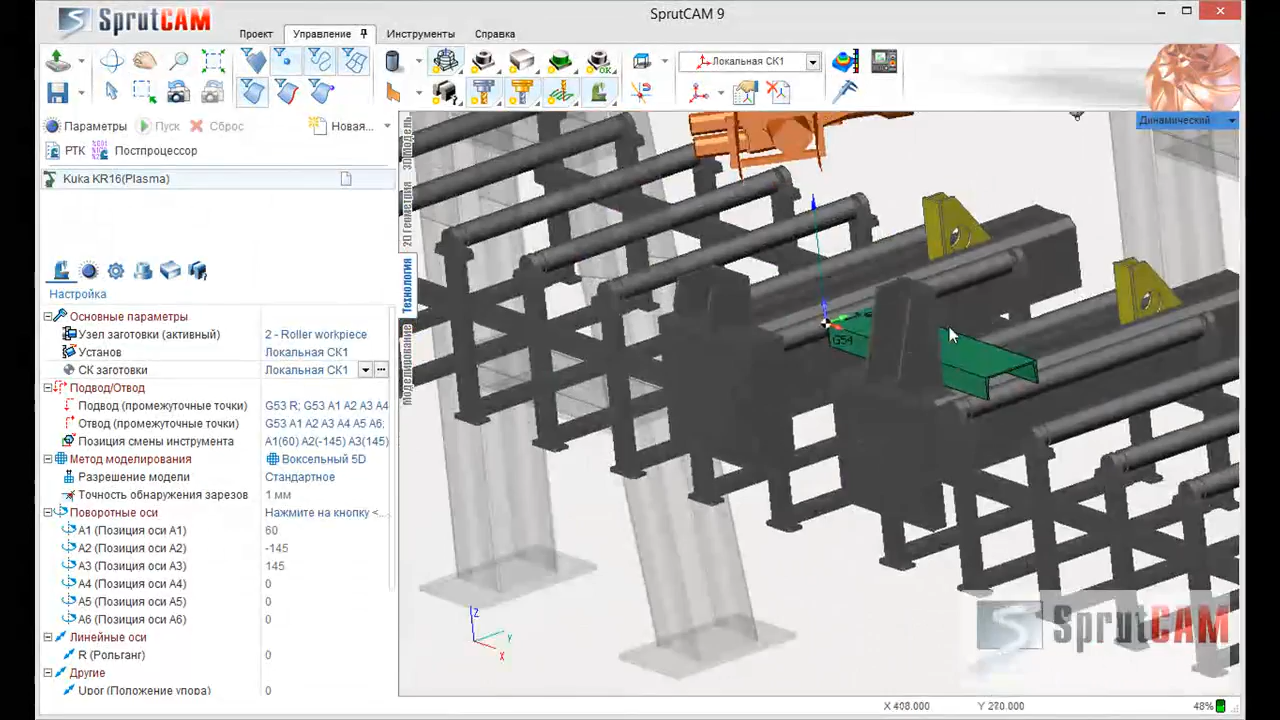 SprutCAM
SprutCAM 9
Проект
Управление
Инструменты
Справка
Локальная СК1
Параметры
Пуск
Сброс
Новая...
РТК
Постпроцессор
Kuka KR16(Plasma)
Настройка
Основные параметры
Узел заготовки (активный) 2 - Roller workpiece
Установ Локальная СК1
СК заготовки Локальная СК1
Подвод/Отвод
Подвод (промежуточные точки) G53 R; G53 A1 A2 A3 A4
Отвод (промежуточные точки) G53 A1 A2 A3 A4 A5 A6;
Позиция смены инструмента A1(60) A2(-145) A3(145)
Метод моделирования Воксельный 5D
Разрешение модели Стандартное
Точность обнаружения зарезов 1 мм
Поворотные оси Нажмите на кнопку <...
A1 (Позиция оси A1) 60
A2 (Позиция оси A2) -145
A3 (Позиция оси A3) 145
A4 (Позиция оси A4) 0
A5 (Позиция оси A5) 0
A6 (Позиция оси A6) 0
Линейные оси
R (Рольганг) 0
Другие
Upor (Положение упора) 0
3D Модель
2D Геометрия
Технология
Моделирование
Динамический
G54
Z
Y
X
SprutCAM
X 408.000
Y 270.000
48%